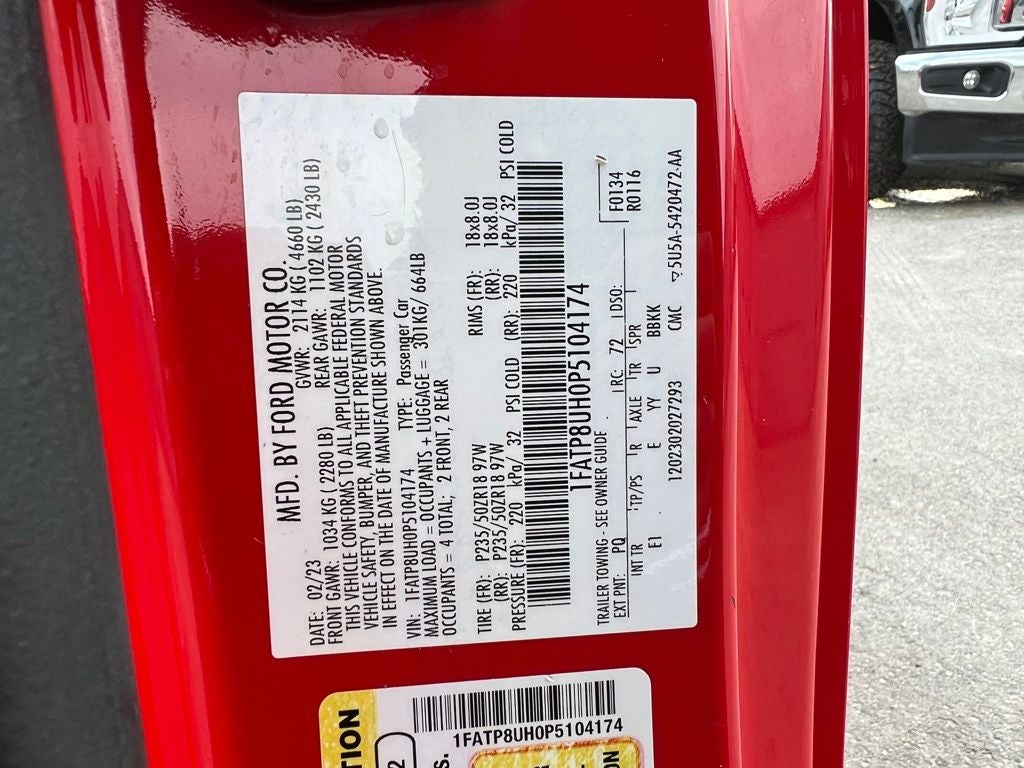 MFD. BY FORD MOTOR CO.
DATE: 02/23 GVWR: 2114 KG ( 4660 LB)
FRONT GAWR: 1034 KG ( 2280 LB) REAR GAWR: 1102 KG ( 2430 LB)
THIS VEHICLE CONFORMS TO ALL APPLICABLE FEDERAL MOTOR
VEHICLE SAFETY, BUMPER, AND THEFT PREVENTION STANDARDS
IN EFFECT ON THE DATE OF MANUFACTURE SHOWN ABOVE.
VIN: 1FATP8UH0P5104174 TYPE: Passenger Car
MAXIMUM LOAD = OCCUPANTS + LUGGAGE = 301KG/ 664LB
OCCUPANTS = 4 TOTAL; 2 FRONT, 2 REAR
TIRE (FR): P235/50ZR18 97W RIMS (FR): 18x8.0J
(RR): P235/50ZR18 97W (RR): 18x8.0J
PRESSURE (FR): 220 kPa/ 32 PSI COLD (RR): 220 kPa/ 32 PSI COLD
1FATP8UH0P5104174
TRAILER TOWING - SEE OWNER GUIDE F0134
EXT PNT: PQ RC: 72 DSO: R0116
INT TR TP/PS R AXLE TR SPR
E1 E YY U BBKK
1202302027293 CMC 5U5A-5420472-AA
1FATP8UH0P5104174